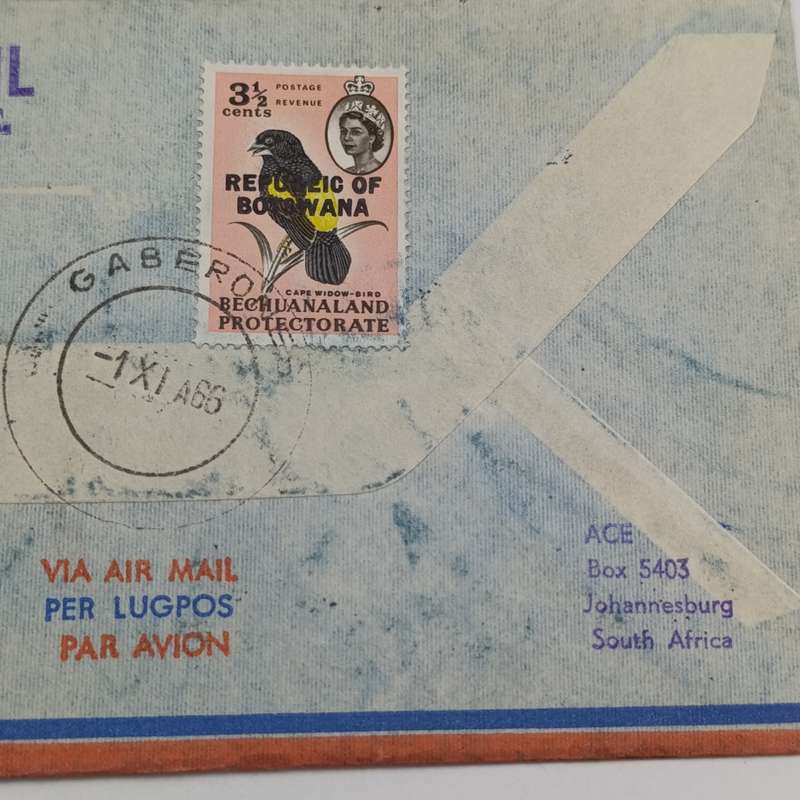 3½ cents
POSTAGE
REVENUE
REPUBLIC OF
BOTSWANA
CAPE WIDOW-BIRD
BECHUANALAND
PROTECTORATE
GABERO
-1 XI A66
VIA AIR MAIL
PER LUGPOS
PAR AVION
ACE
Box 5403
Johannesburg
South Africa